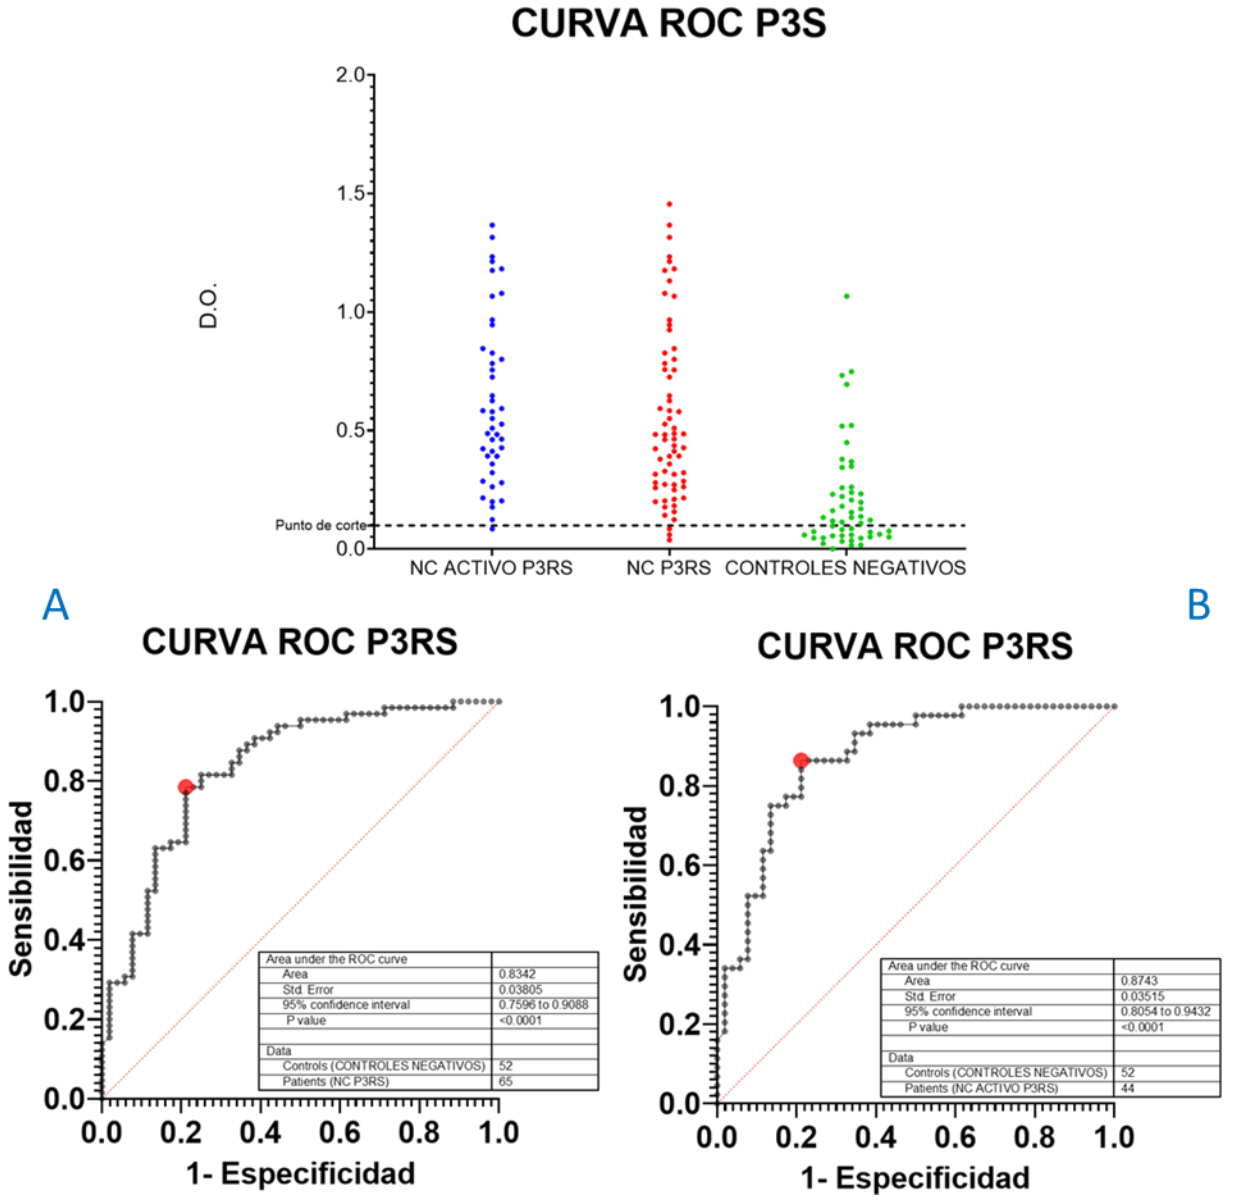 CURVA ROC P3S
2.0
1.5
1.0
0.5
0.0
D.O.
Punto de corte
NC ACTIVO P3RS NC P3RS CONTROLES NEGATIVOS
A
CURVA ROC P3RS
1.0
0.8
0.6
0.4
0.2
0.0
Sensibilidad
Area under the ROC curve
Area 0.8342
Std. Error 0.03805
95% confidence interval 0.7596 to 0.9088
P value <0.0001
Data
Controls (CONTROLES NEGATIVOS) 52
Patients (NC P3RS) 65
0.0 0.2 0.4 0.6 0.8 1.0
1- Especificidad
B
CURVA ROC P3RS
1.0
0.8
0.6
0.4
0.2
0.0
Sensibilidad
Area under the ROC curve
Area 0.8743
Std. Error 0.03515
95% confidence interval 0.8054 to 0.9432
P value <0.0001
Data
Controls (CONTROLES NEGATIVOS) 52
Patients (NC ACTIVO P3RS) 44
0.0 0.2 0.4 0.6 0.8 1.0
1- Especificidad